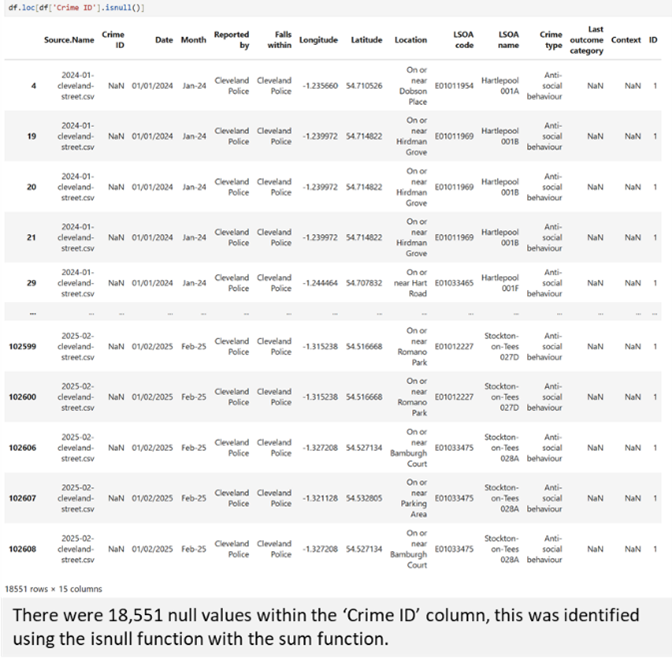 df.loc[df['Crime ID'].isnull()]
Source.Name Crime ID Date Month Reported by Falls within Longitude Latitude Location LSOA code LSOA name Crime type Last outcome category Context ID
4 2024-01-cleveland-street.csv NaN 01/01/2024 Jan-24 Cleveland Police Cleveland Police -1.235660 54.710526 On or near Dobson Place E01011954 Hartlepool 001A Anti-social behaviour NaN NaN 1
19 2024-01-cleveland-street.csv NaN 01/01/2024 Jan-24 Cleveland Police Cleveland Police -1.239972 54.714822 On or near Hirdman Grove E01011969 Hartlepool 001B Anti-social behaviour NaN NaN 1
20 2024-01-cleveland-street.csv NaN 01/01/2024 Jan-24 Cleveland Police Cleveland Police -1.239972 54.714822 On or near Hirdman Grove E01011969 Hartlepool 001B Anti-social behaviour NaN NaN 1
21 2024-01-cleveland-street.csv NaN 01/01/2024 Jan-24 Cleveland Police Cleveland Police -1.239972 54.714822 On or near Hirdman Grove E01011969 Hartlepool 001B Anti-social behaviour NaN NaN 1
29 2024-01-cleveland-street.csv NaN 01/01/2024 Jan-24 Cleveland Police Cleveland Police -1.244464 54.707832 On or near Hart Road E01033465 Hartlepool 001F Anti-social behaviour NaN NaN 1
... ... ... ... ... ... ... ... ... ... ... ... ... ... ... ...
102599 2025-02-cleveland-street.csv NaN 01/02/2025 Feb-25 Cleveland Police Cleveland Police -1.315238 54.516668 On or near Romano Park E01012227 Stockton-on-Tees 027D Anti-social behaviour NaN NaN 1
102600 2025-02-cleveland-street.csv NaN 01/02/2025 Feb-25 Cleveland Police Cleveland Police -1.315238 54.516668 On or near Romano Park E01012227 Stockton-on-Tees 027D Anti-social behaviour NaN NaN 1
102606 2025-02-cleveland-street.csv NaN 01/02/2025 Feb-25 Cleveland Police Cleveland Police -1.327208 54.527134 On or near Bamburgh Court E01033475 Stockton-on-Tees 028A Anti-social behaviour NaN NaN 1
102607 2025-02-cleveland-street.csv NaN 01/02/2025 Feb-25 Cleveland Police Cleveland Police -1.321128 54.532805 On or near Parking Area E01033475 Stockton-on-Tees 028A Anti-social behaviour NaN NaN 1
102608 2025-02-cleveland-street.csv NaN 01/02/2025 Feb-25 Cleveland Police Cleveland Police -1.327208 54.527134 On or near Bamburgh Court E01033475 Stockton-on-Tees 028A Anti-social behaviour NaN NaN 1
18551 rows × 15 columns
There were 18,551 null values within the ‘Crime ID’ column, this was identified
using the isnull function with the sum function.